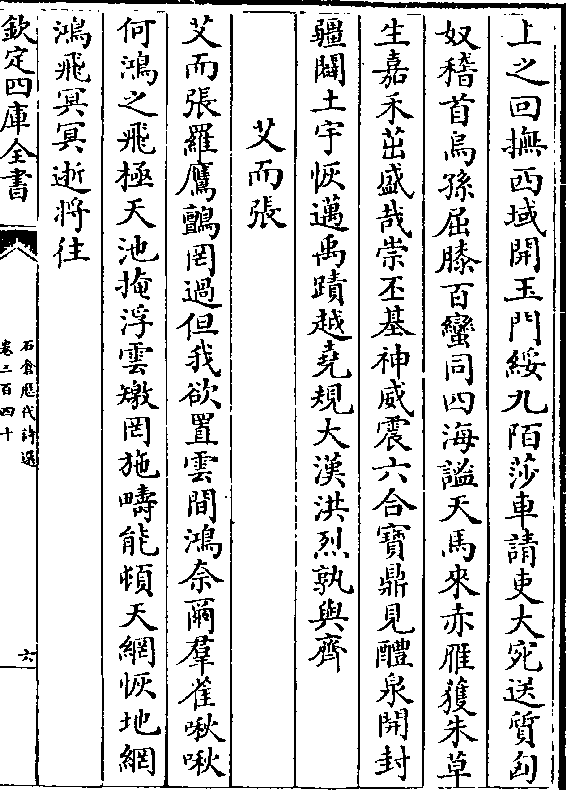 上之回撫西域開玉門綏九陌莎車請吏大宛送質匈
奴稽首烏孫屈膝百蠻同四海謐天馬來赤雁獲朱草
生嘉禾茁盛哉崇丕基神威震六合寶鼎見醴泉開封
疆闢土宇恢邁禹蹟越堯規大漢洪烈孰與齊
艾而張
艾而張羅鷹鸇罔過但我欲置雲間鴻奈爾羣雀啾啾
何鴻之飛極天池掩浮雲矰罔施疇能頓天網恢地網
鴻飛冥冥逝將往
欽定四庫全書
石倉歷代詩選
卷二百四十
六